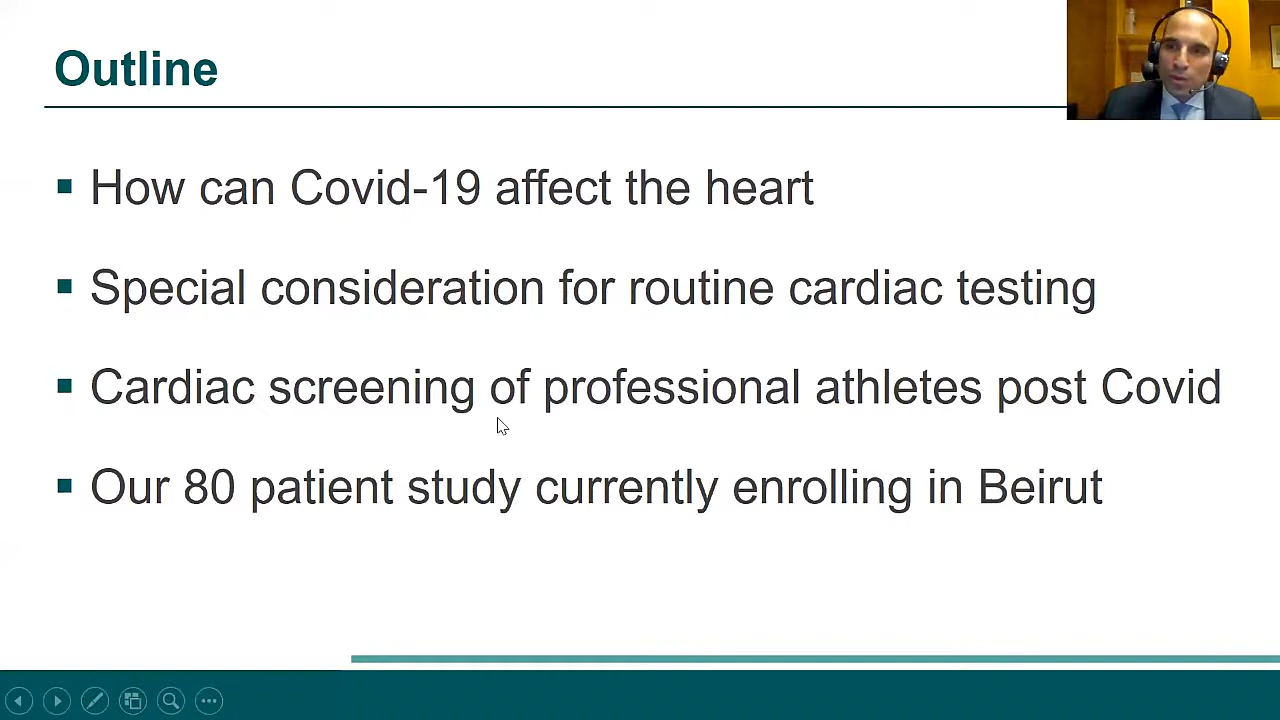 Outline
How can Covid-19 affect the heart
Special consideration for routine cardiac testing
Cardiac screening of professional athletes post Covid
Our 80 patient study currently enrolling in Beirut